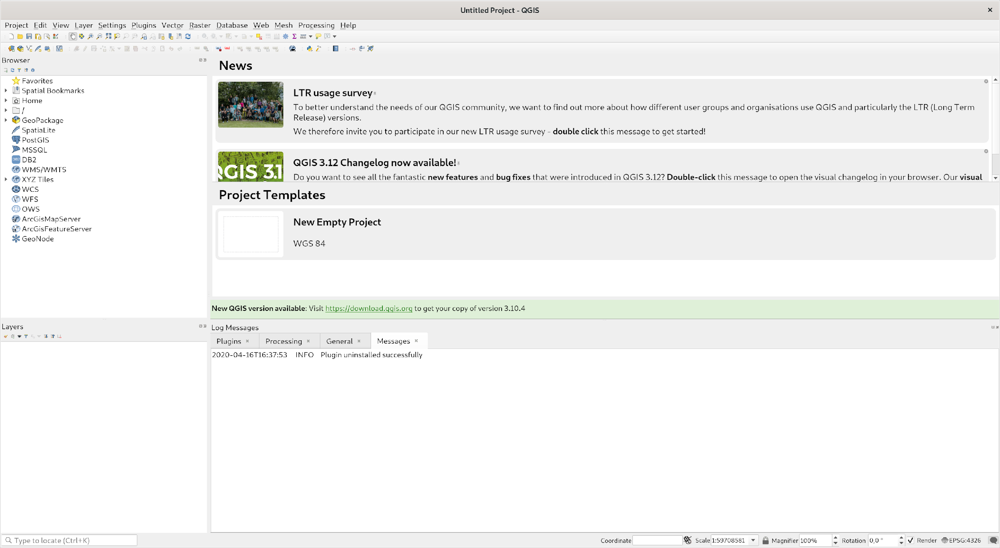 Untitled Project - QGIS
Project Edit View Layer Settings Plugins Vector Raster Database Web Mesh Processing Help
Browser
Favorites
Spatial Bookmarks
Home
/
GeoPackage
SpatiaLite
PostGIS
MSSQL
DB2
DB2
WMS/WMTS
XYZ Tiles
WCS
WFS
OWS
ArcGisMapServer
ArcGisFeatureServer
GeoNode
News
LTR usage survey
To better understand the needs of our QGIS community, we want to find out more about how different user groups and organisations use QGIS and particularly the LTR (Long Term
Release) versions.
We therefore invite you to participate in our new LTR usage survey - double click this message to get started!
QGIS 3.1
QGIS 3.12 Changelog now available!
Do you want to see all the fantastic new features and bug fixes that were introduced in QGIS 3.12? Double-click this message to open the visual changelog in your browser. Our visual
Project Templates
New Empty Project
WGS 84
New QGIS version available: Visit https://download.qgis.org to get your copy of version 3.10.4
Layers
Log Messages
Plugins Processing General Messages
2020-04-16T16:37:53 INFO Plugin uninstalled successfully
Type to locate (Ctrl+K)
Coordinate Scale 1:59708581 Magnifier 100% Rotation 0,0 ° Render EPSG:4326